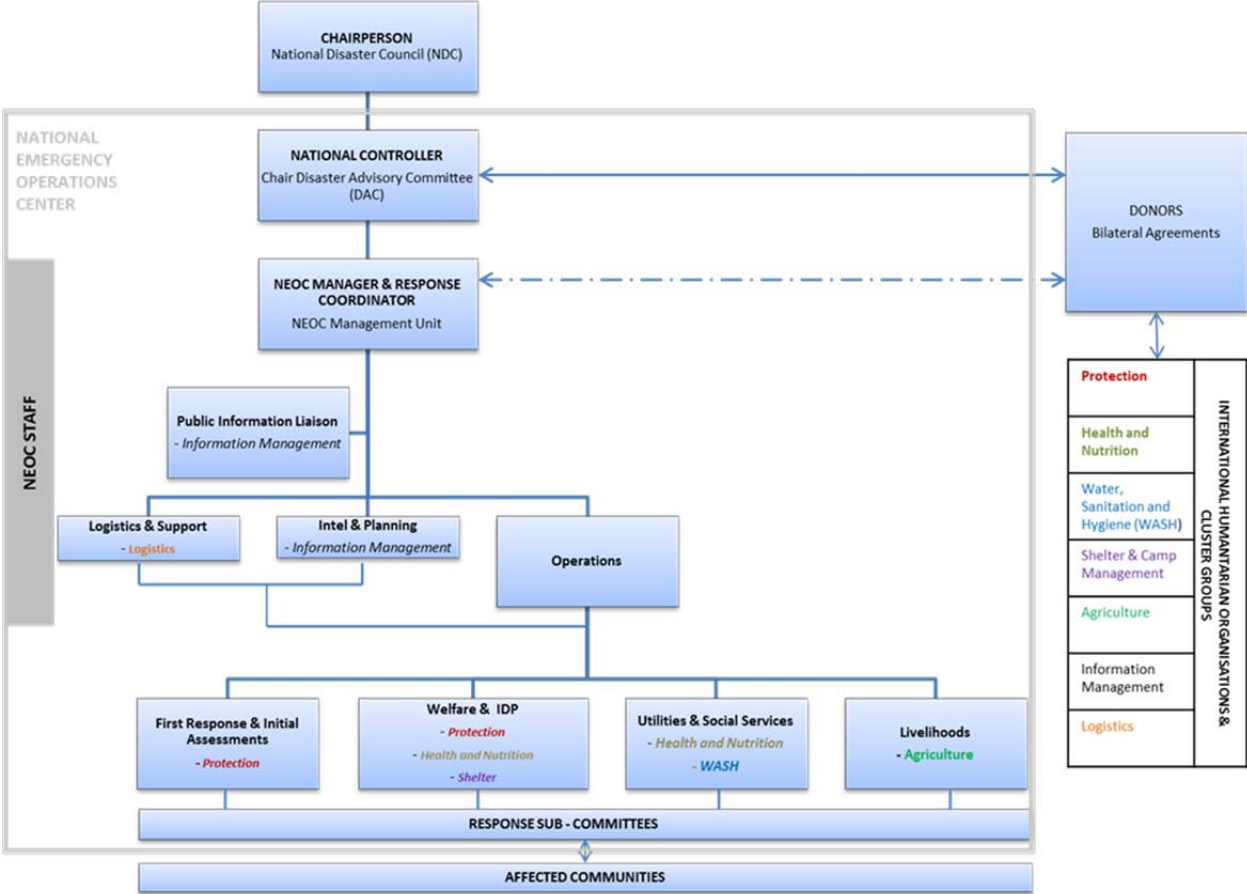 CHAIRPERSON
National Disaster Council (NDC)
NATIONAL
EMERGENCY
OPERATIONS
CENTER
NATIONAL CONTROLLER
Chair Disaster Advisory Committee
(DAC)
DONORS
Bilateral Agreements
NEOC MANAGER & RESPONSE
COORDINATOR
NEOC Management Unit
NEOC STAFF
Public Information Liaison
- Information Management
Logistics & Support
- Logistics
Intel & Planning
- Information Management
Operations
First Response & Initial
Assessments
- Protection
Welfare & IDP
- Protection
- Health and Nutrition
- Shelter
Utilities & Social Services
- Health and Nutrition
- WASH
Livelihoods
- Agriculture
RESPONSE SUB - COMMITTEES
AFFECTED COMMUNITIES
Protection
Health and
Nutrition
Water,
Sanitation and
Hygiene (WASH)
Shelter & Camp
Management
Agriculture
Information
Management
Logistics
INTERNATIONAL HUMANITARIAN ORGANISATIONS &
CLUSTER GROUPS